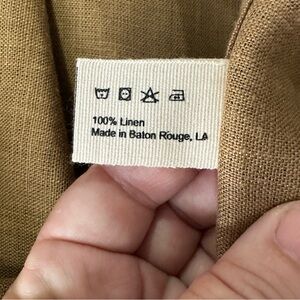 100% Linen
Made in Baton Rouge, LA